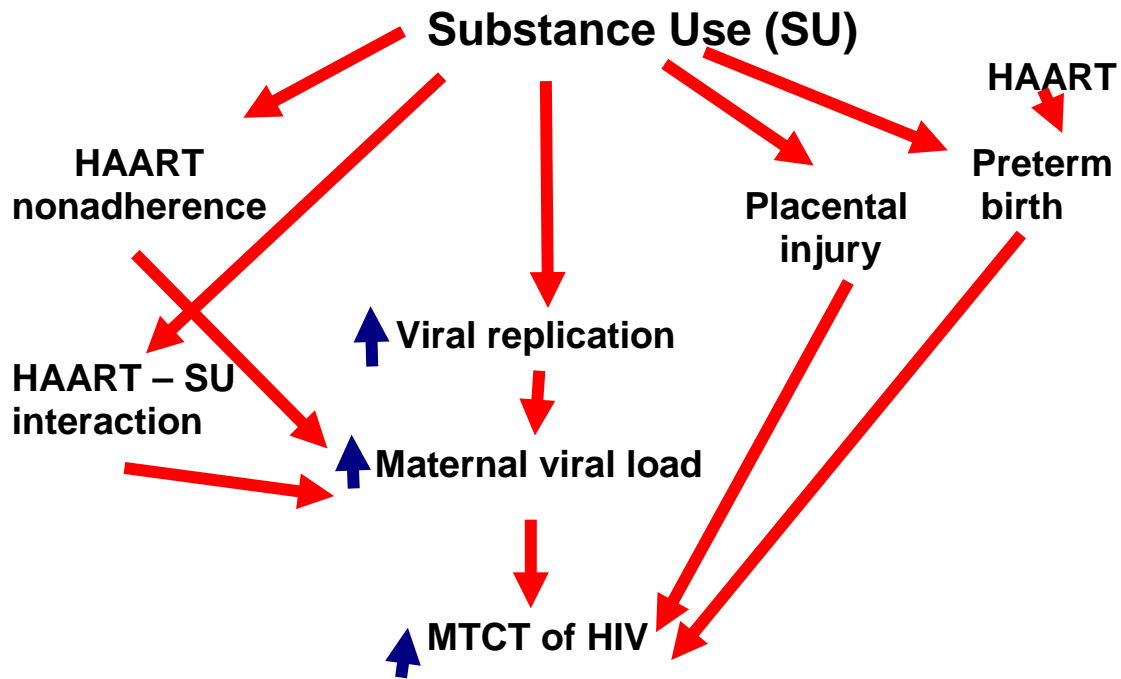 Substance Use (SU)
HAART
HAART
nonadherence
Preterm
birth
Placental
injury
Viral replication
HAART – SU
interaction
Maternal viral load
MTCT of HIV